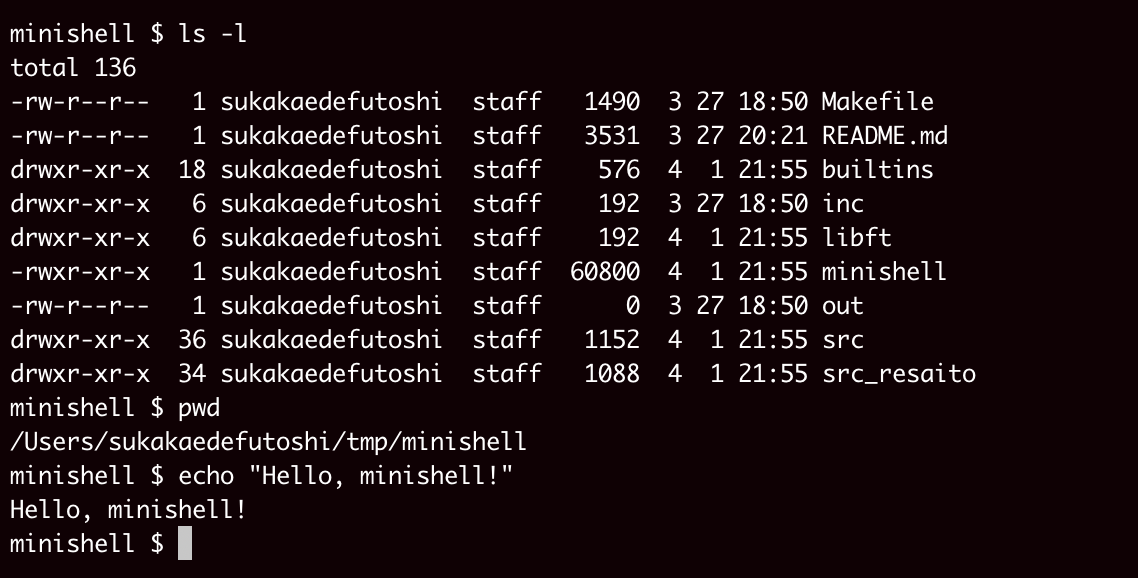 minishell $ ls -l
total 136
-rw-r--r--   1 sukakaedefutoshi  staff   1490  3 27 18:50 Makefile
-rw-r--r--   1 sukakaedefutoshi  staff   3531  3 27 20:21 README.md
drwxr-xr-x  18 sukakaedefutoshi  staff    576  4  1 21:55 builtins
drwxr-xr-x   6 sukakaedefutoshi  staff    192  3 27 18:50 inc
drwxr-xr-x   6 sukakaedefutoshi  staff    192  4  1 21:55 libft
-rwxr-xr-x   1 sukakaedefutoshi  staff  60800  4  1 21:55 minishell
-rw-r--r--   1 sukakaedefutoshi  staff      0  3 27 18:50 out
drwxr-xr-x  36 sukakaedefutoshi  staff   1152  4  1 21:55 src
drwxr-xr-x  34 sukakaedefutoshi  staff   1088  4  1 21:55 src_resaito
minishell $ pwd
/Users/sukakaedefutoshi/tmp/minishell
minishell $ echo "Hello, minishell!"
Hello, minishell!
minishell $